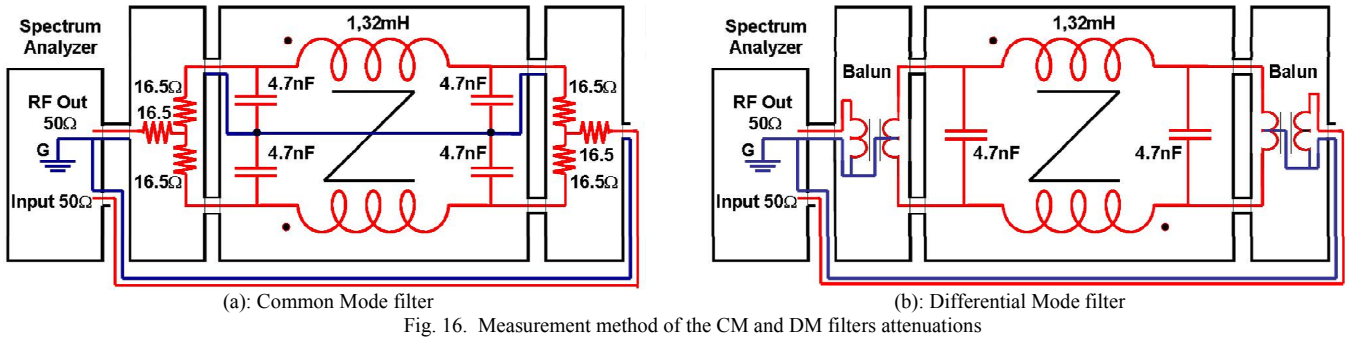 Spectrum
Analyzer
RF Out
50Ω
G
Input 50Ω
16.5Ω
16.5
16.5Ω
4.7nF
4.7nF
1,32mH
4.7nF
4.7nF
16.5Ω
16.5
16.5Ω
(a): Common Mode filter
Spectrum
Analyzer
RF Out
50Ω
G
Input 50Ω
Balun
4.7nF
1,32mH
4.7nF
Balun
(b): Differential Mode filter
Fig. 16. Measurement method of the CM and DM filters attenuations